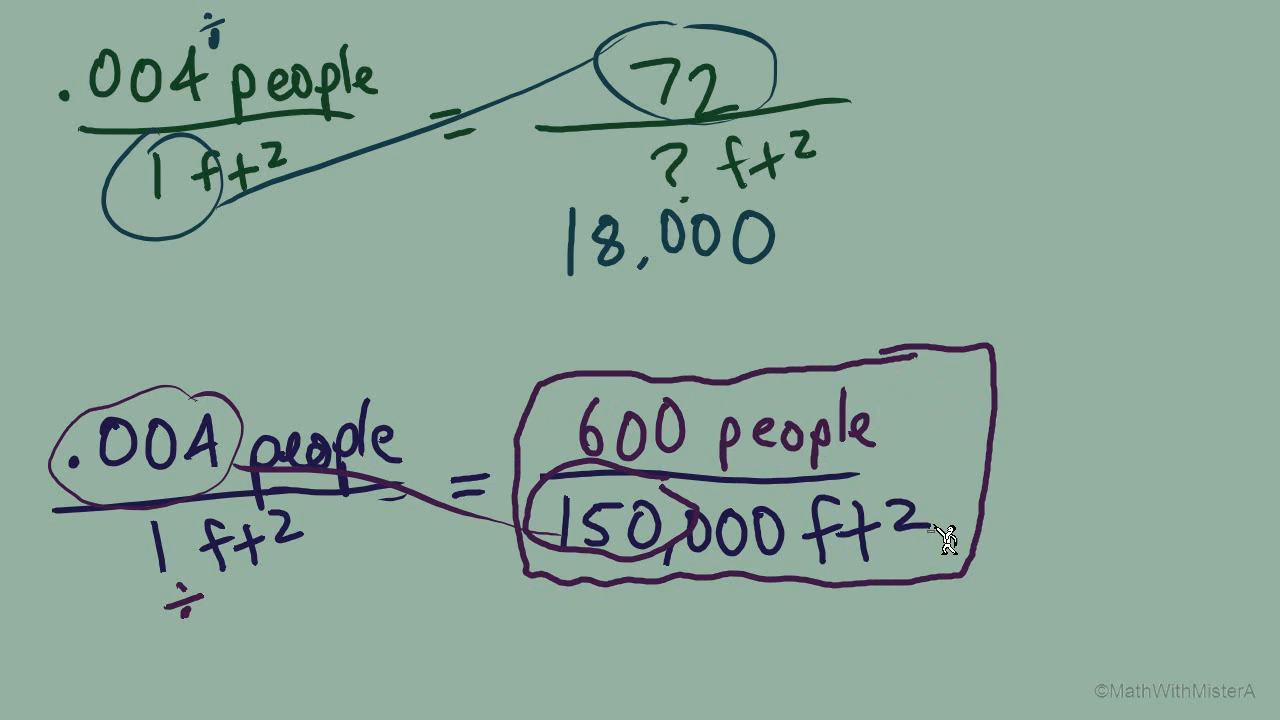 ÷
.004 people = 72
1 ft² ? ft²
18,000
.004 people = 600 people
1 ft² 150,000 ft²
÷
©MathWithMisterA